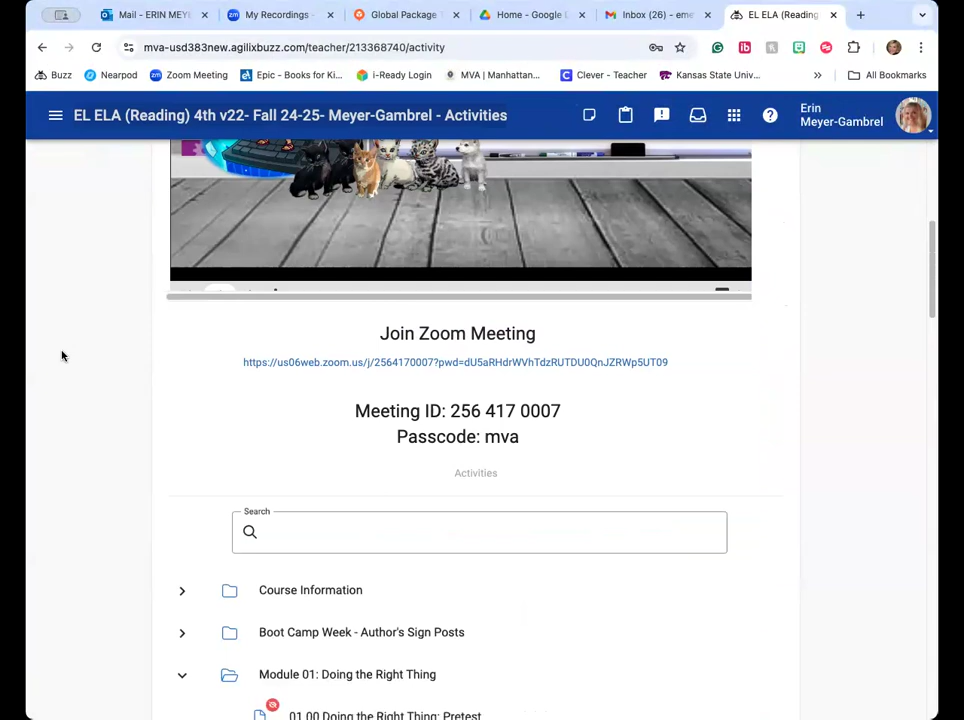 Mail - ERIN MEY
My Recordings -
Global Package
Home - Google
Inbox (26) - eme
EL ELA (Reading)
mva-usd383new.agilixbuzz.com/teacher/213368740/activity
Buzz
Nearpod
Zoom Meeting
Epic - Books for Ki...
i-Ready Login
MVA | Manhattan...
Clever - Teacher
Kansas State Univ...
»
All Bookmarks
EL ELA (Reading) 4th v22- Fall 24-25- Meyer-Gambrel - Activities
Erin
Meyer-Gambrel
Join Zoom Meeting
https://us06web.zoom.us/j/2564170007?pwd=dU5aRHdrWVhTdzRUTDU0QnJZRWp5UT09
Meeting ID: 256 417 0007
Passcode: mva
Activities
Search
Course Information
Boot Camp Week - Author's Sign Posts
Module 01: Doing the Right Thing
01.00 Doing the Right Thing: Pretest